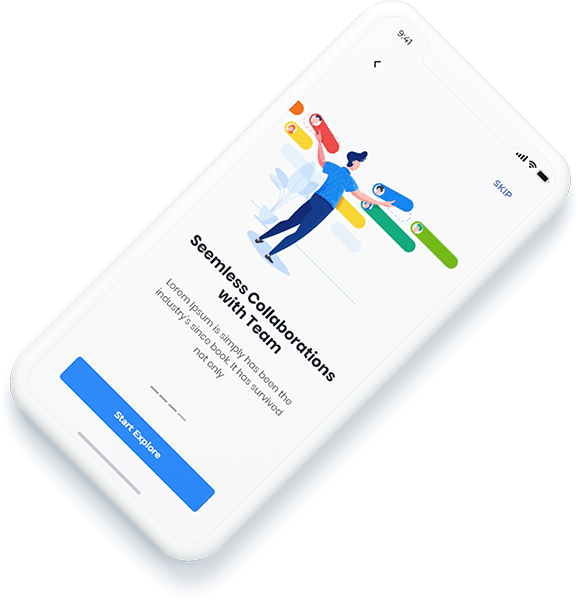 9:41
SKIP
Seemless Collaborations
with Team
Lorem Ipsum is simply has been the
industry's since book. It has survived
not only
Start Explore